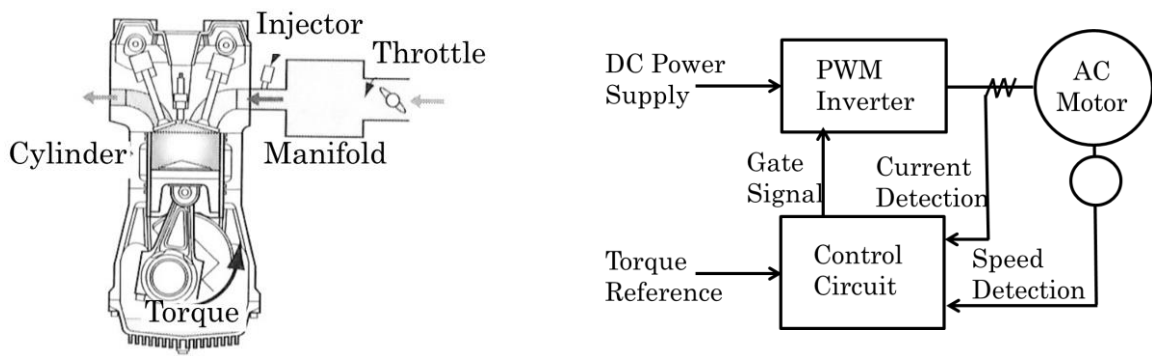 Injector
Throttle
Cylinder
Manifold
Torque
DC Power
Supply
PWM
Inverter
AC
Motor
Gate
Signal
Current
Detection
Torque
Reference
Control
Circuit
Speed
Detection